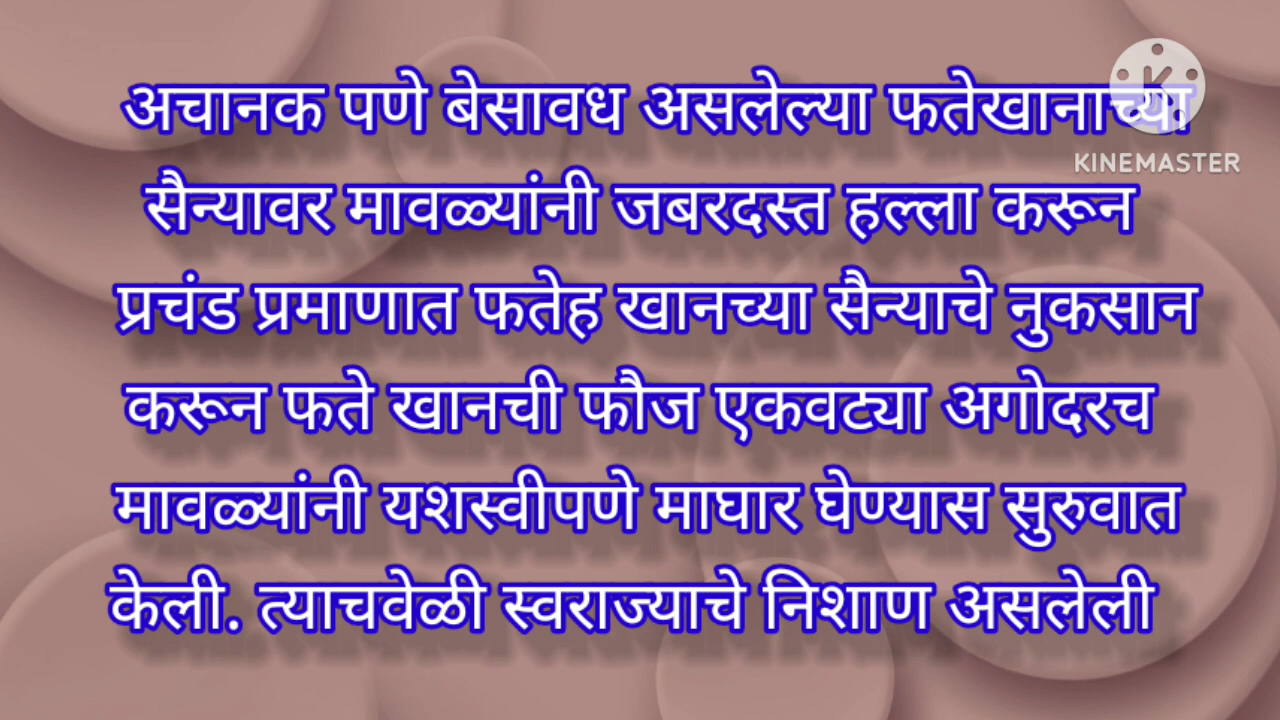 अचानक पणे बेसावध असलेल्या फतेखानाच्या
KINEMASTER
सैन्यावर मावळ्यांनी जबरदस्त हल्ला करून
प्रचंड प्रमाणात फतेह खानच्या सैन्याचे नुकसान
करून फते खानची फौज एकवट्या अगोदरच
मावळ्यांनी यशस्वीपणे माघार घेण्यास सुरुवात
केली. त्याचवेळी स्वराज्याचे निशाण असलेली